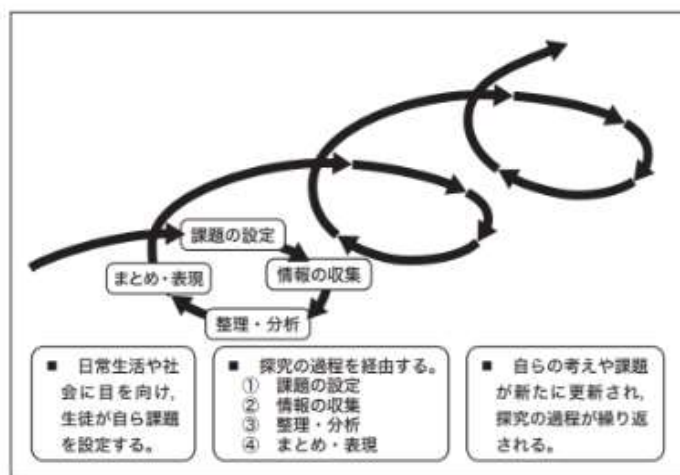 課題の設定
まとめ・表現
情報の収集
整理・分析
■ 日常生活や社
会に目を向け,
生徒が自ら課題
を設定する。
■ 探究の過程を経由する。
① 課題の設定
② 情報の収集
③ 整理・分析
④ まとめ・表現
■ 自らの考えや課題
が新たに更新され,
探究の過程が繰り返
される。